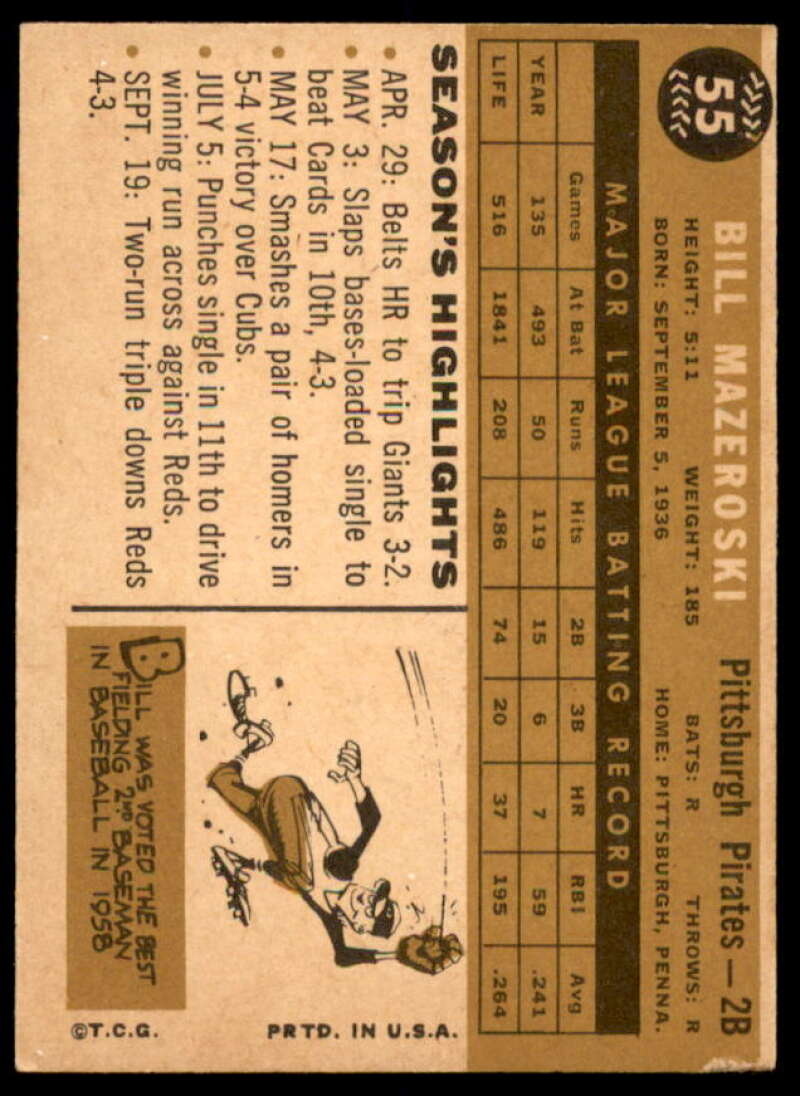 55
BILL MAZEROSKI Pittsburgh Pirates — 2B
HEIGHT: 5:11 WEIGHT: 185 BATS: R THROWS: R
BORN: SEPTEMBER 5, 1936 HOME: PITTSBURGH, PENNA.
MAJOR LEAGUE BATTING RECORD
Games At Bat Runs Hits 2B 3B HR RBI Avg
YEAR 135 493 50 119 15 6 7 59 .241
LIFE 516 1841 208 486 74 20 37 195 .264
SEASON'S HIGHLIGHTS
• APR. 29: Belts HR to trip Giants 3-2.
• MAY 3: Slaps bases-loaded single to
beat Cards in 10th, 4-3.
• MAY 17: Smashes a pair of homers in
5-4 victory over Cubs.
• JULY 5: Punches single in 11th to drive
winning run across against Reds.
• SEPT. 19: Two-run triple downs Reds
4-3.
BILL WAS VOTED THE BEST
FIELDING 2ND BASEMAN
IN BASEBALL IN 1958
©T.C.G. PRTD. IN U.S.A.